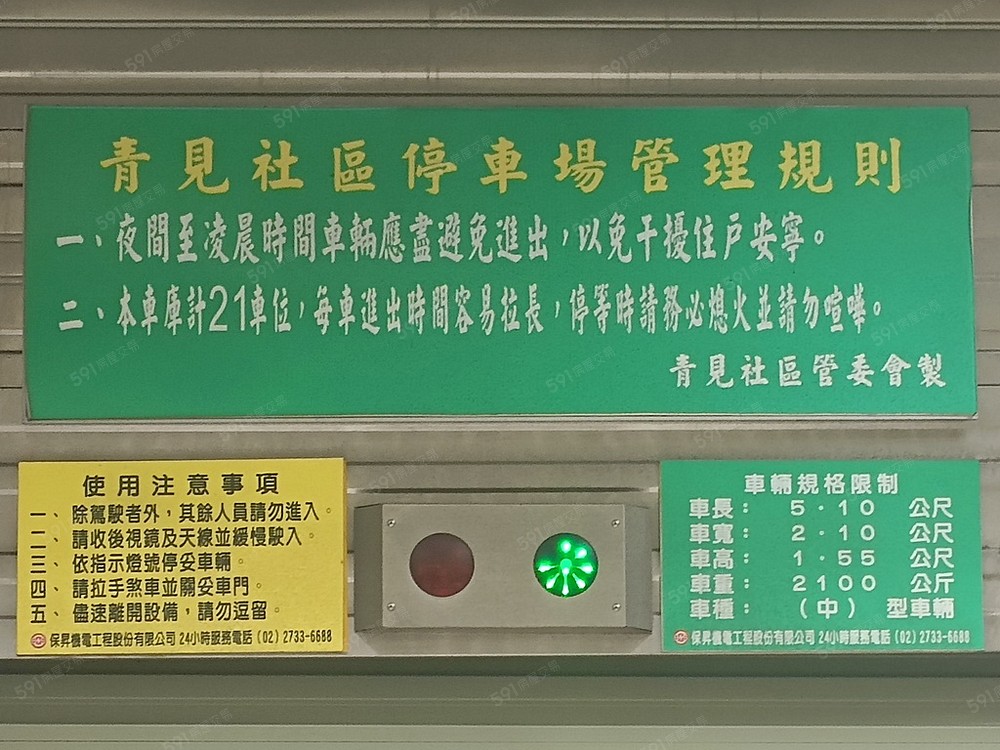 青見社區停車場管理規則
一、夜間至凌晨時間車輛應盡避免進出，以免干擾住戶安寧。
二、本車庫計21車位，每車進出時間容易拉長，停等時請務必熄火並請勿喧嘩。
青見社區管委會製
使用注意事項
一、除駕駛者外，其餘人員請勿進入。
二、請收後視鏡及天線並緩慢駛入。
三、依指示燈號停妥車輛。
四、請拉手煞車並關妥車門。
五、儘速離開設備，請勿逗留。
保昇機電工程股份有限公司 24小時服務電話 (02) 2733-6688
車輛規格限制
車長： 5．10 公尺
車寬： 2．10 公尺
車高： 1．55 公尺
車重： 2100 公斤
車種： （中） 型車輛
保昇機電工程股份有限公司 24小時服務電話 (02) 2733-6688
591房屋交易